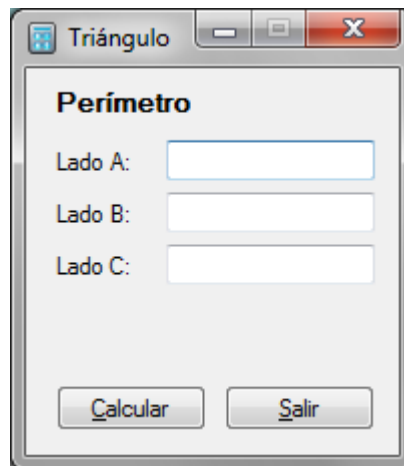 Triángulo
Perímetro
Lado A:
Lado B:
Lado C:
Calcular Salir